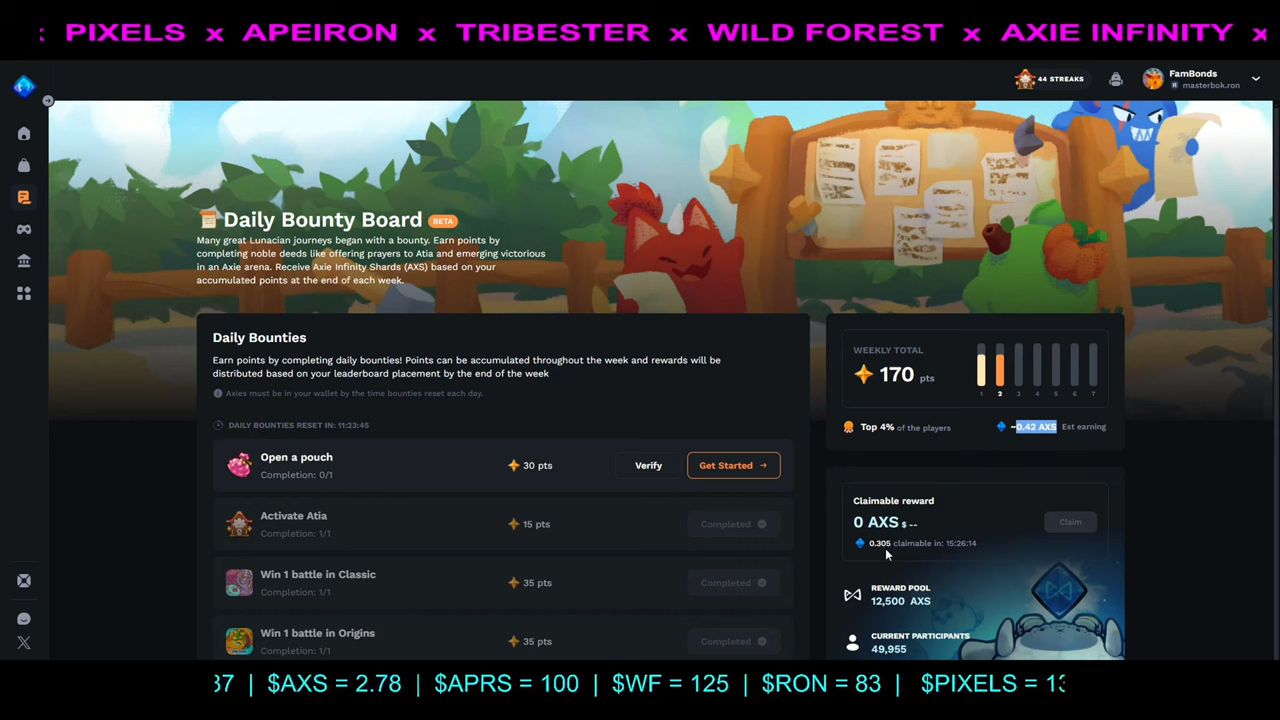 x PIXELS x APEIRON x TRIBESTER x WILD FOREST x AXIE INFINITY x
44 STREAKS
FamBonds
masterbok.ron
Daily Bounty Board BETA
Many great Lunacian journeys began with a bounty. Earn points by
completing noble deeds like offering prayers to Atia and emerging victorious
in an Axie arena. Receive Axie Infinity Shards (AXS) based on your
accumulated points at the end of each week.
Daily Bounties
Earn points by completing daily bounties! Points can be accumulated throughout the week and rewards will be
distributed based on your leaderboard placement by the end of the week
Axies must be in your wallet by the time bounties reset each day.
DAILY BOUNTIES RESET IN: 11:23:45
Open a pouch
Completion: 0/1
30 pts
Verify
Get Started →
Activate Atia
Completion: 1/1
15 pts
Completed
Win 1 battle in Classic
Completion: 1/1
35 pts
Completed
Win 1 battle in Origins
Completion: 1/1
35 pts
Completed
WEEKLY TOTAL
170 pts
1 2 3 4 5 6 7
Top 4% of the players
~0.42 AXS Est earning
Claimable reward
0 AXS $ --
Claim
0.305 claimable in: 15:26:14
REWARD POOL
12,500 AXS
CURRENT PARTICIPANTS
49,955
37 | $AXS = 2.78 | $APRS = 100 | $WF = 125 | $RON = 83 | $PIXELS = 13